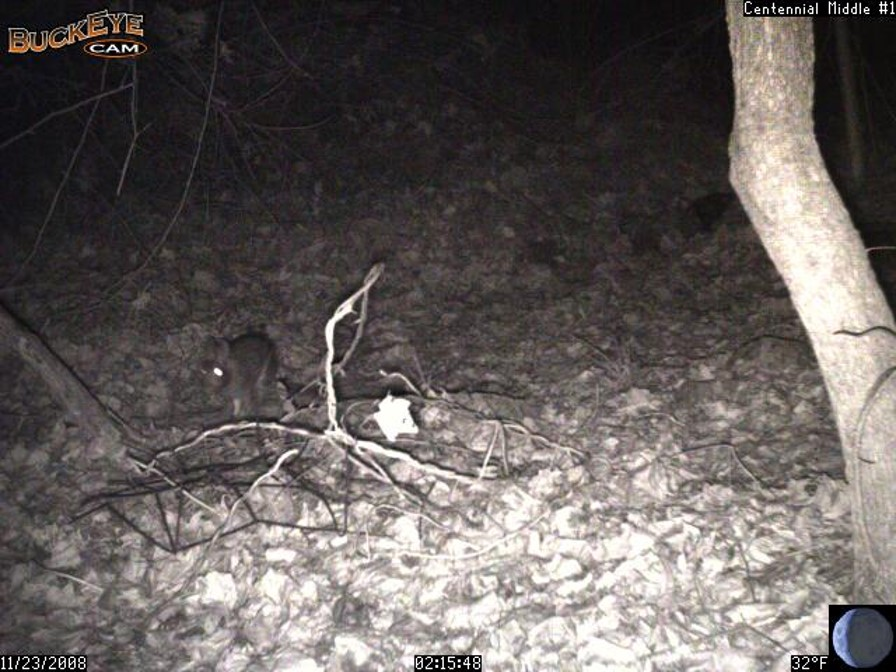 BUCKEYE
CAM
Centennial Middle #1
11/23/2008 02:15:48 32°F